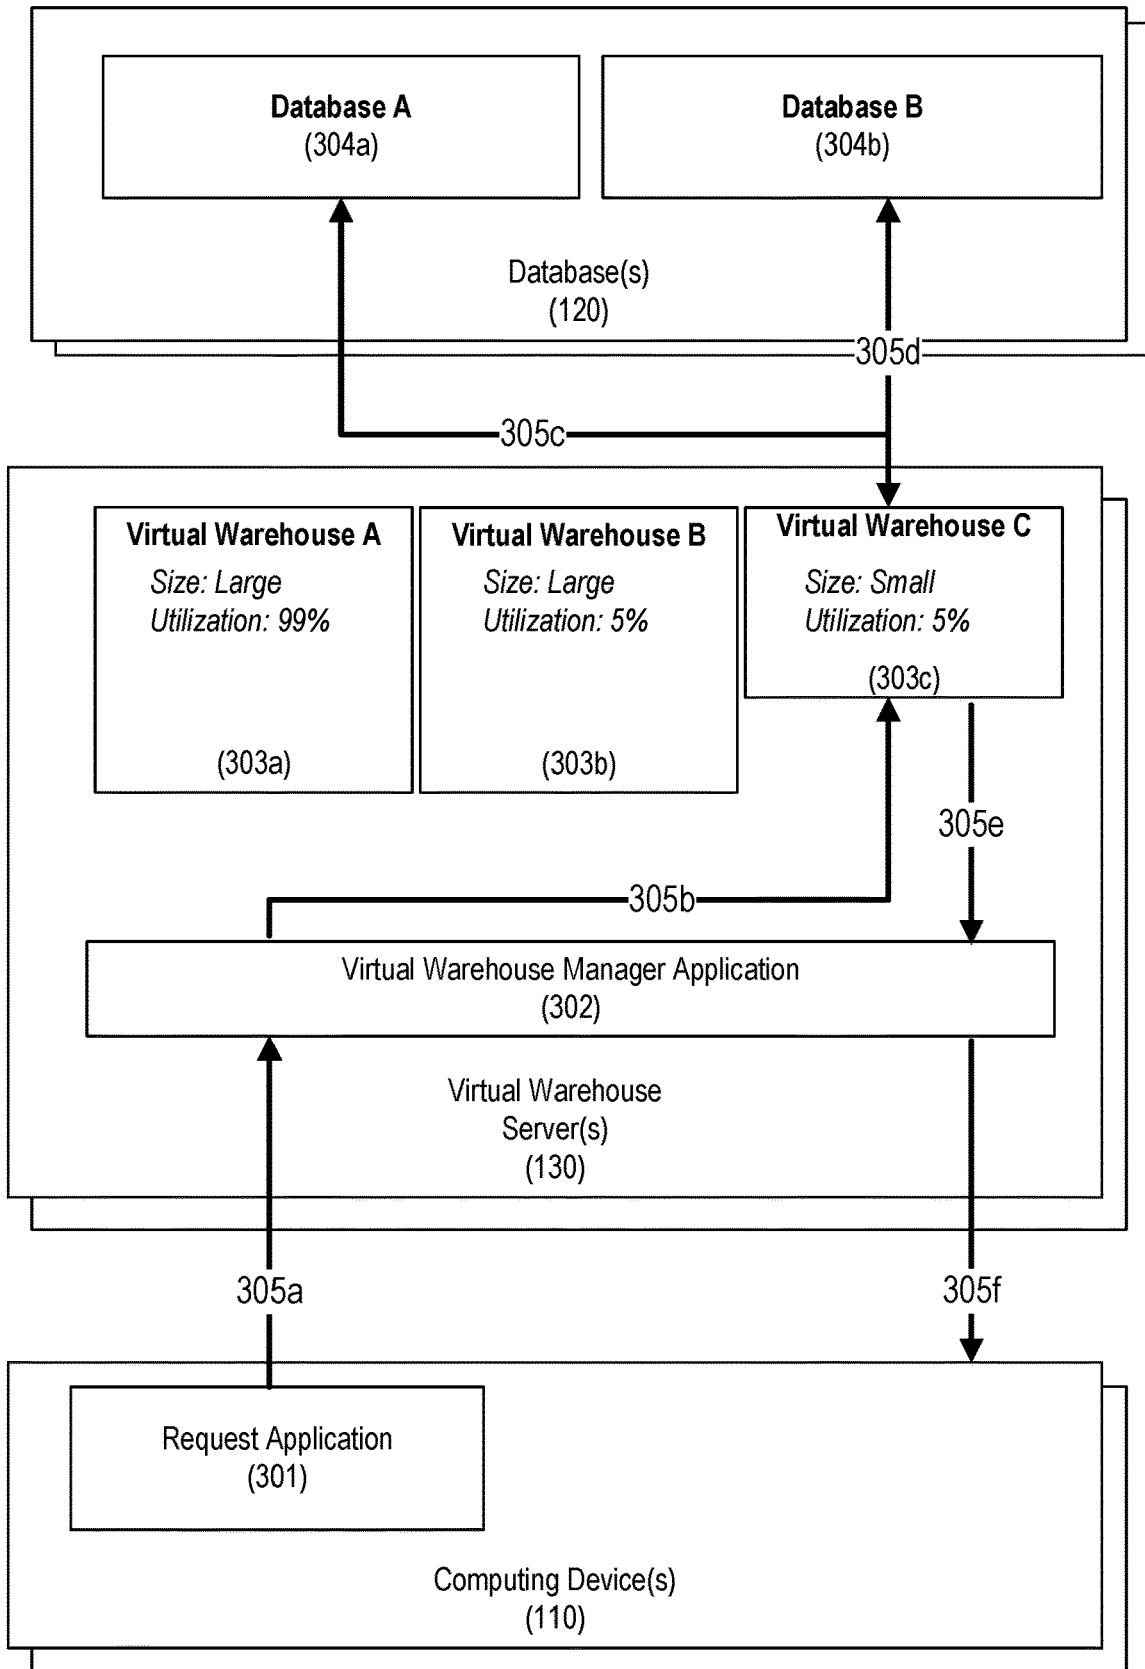 Database A
(304a)
Database B
(304b)
Database(s)
(120)
305d
305c
Virtual Warehouse A
Size: Large
Utilization: 99%
(303a)
Virtual Warehouse B
Size: Large
Utilization: 5%
(303b)
Virtual Warehouse C
Size: Small
Utilization: 5%
(303c)
305e
305b
Virtual Warehouse Manager Application
(302)
Virtual Warehouse
Server(s)
(130)
305a
305f
Request Application
(301)
Computing Device(s)
(110)